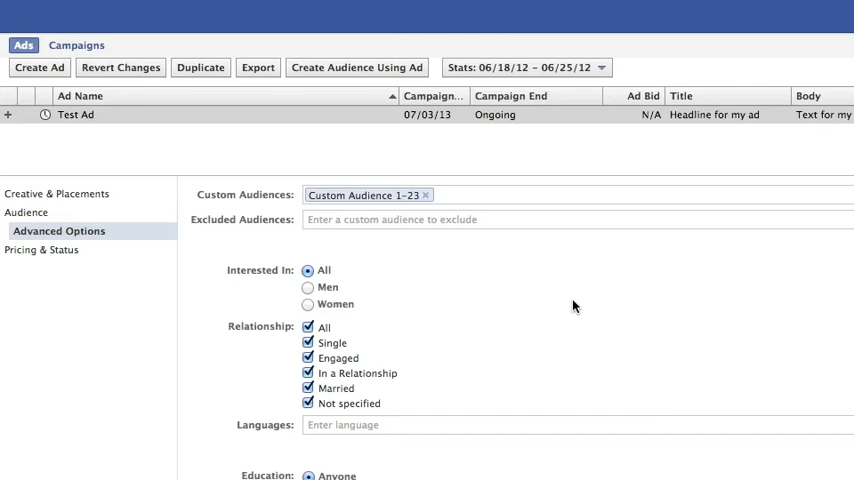 Ads Campaigns
Create Ad Revert Changes Duplicate Export Create Audience Using Ad Stats: 06/18/12 - 06/25/12
Ad Name Campaign... Campaign End Ad Bid Title Body
Test Ad 07/03/13 Ongoing N/A Headline for my ad Text for my
Creative & Placements
Audience
Advanced Options
Pricing & Status
Custom Audiences: Custom Audience 1-23
Excluded Audiences: Enter a custom audience to exclude
Interested In: All
Men
Women
Relationship: All
Single
Engaged
In a Relationship
Married
Not specified
Languages: Enter language
Education: Anyone